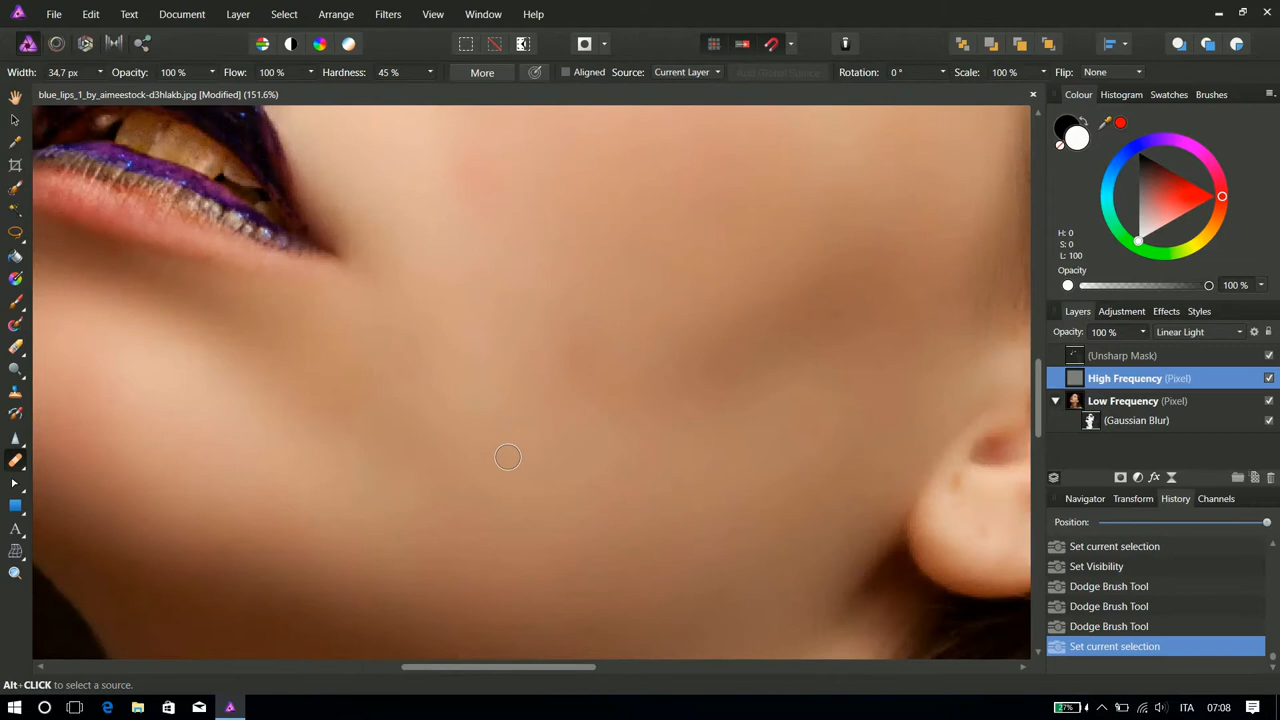 File Edit Text Document Layer Select Arrange Filters View Window Help
Width: 34,7 px Opacity: 100 % Flow: 100 % Hardness: 45 % More Aligned Source: Current Layer Rotation: 0 ° Scale: 100 % Flip: None
blue_lips_1_by_aimeestock-d3hlakb.jpg [Modified] (151.6%)
Colour Histogram Swatches Brushes
H: 0
S: 0
L: 100
Opacity
100 %
Layers Adjustment Effects Styles
Opacity: 100 % Linear Light
(Unsharp Mask)
High Frequency (Pixel)
Low Frequency (Pixel)
(Gaussian Blur)
fx
Navigator Transform History Channels
Position:
Set current selection
Set Visibility
Dodge Brush Tool
Dodge Brush Tool
Dodge Brush Tool
Set current selection
A
Alt+CLICK to select a source.
27% ITA 07:08